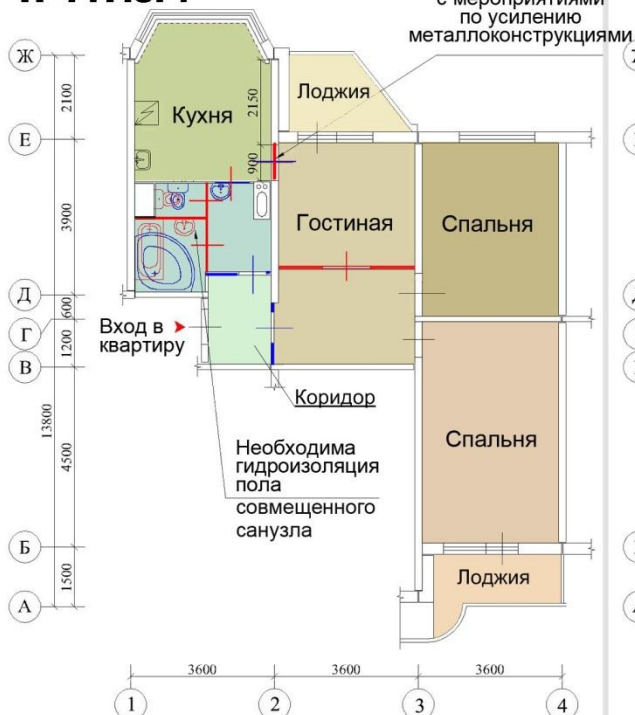 с мероприятиями
по усилению
металлоконструкциями
Ж
Е
Д
Г
В
Б
А
2100
3900
600
1200
4500
1500
13800
Кухня
2150
900
Лоджия
Гостиная
Спальня
Вход в
квартиру
Коридор
Необходима
гидроизоляция
пола
совмещенного
санузла
Спальня
Лоджия
3600
3600
3600
1
2
3
4